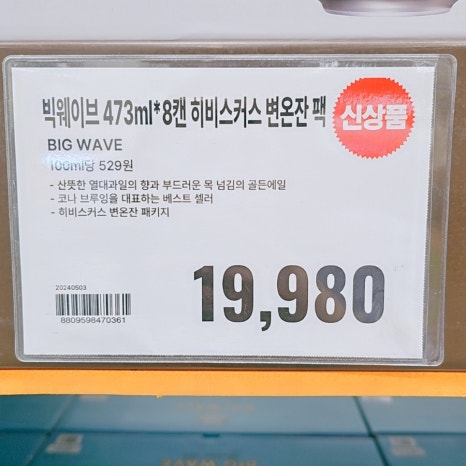 빅웨이브 473ml*8캔 히비스커스 변온잔 팩
신상품
BIG WAVE
100ml당 529원
- 산뜻한 열대과일의 향과 부드러운 목 넘김의 골든에일
- 코나 브루잉을 대표하는 베스트 셀러
- 히비스커스 변온잔 패키지
20240503
19,980
8809598470361
BIG WAVE